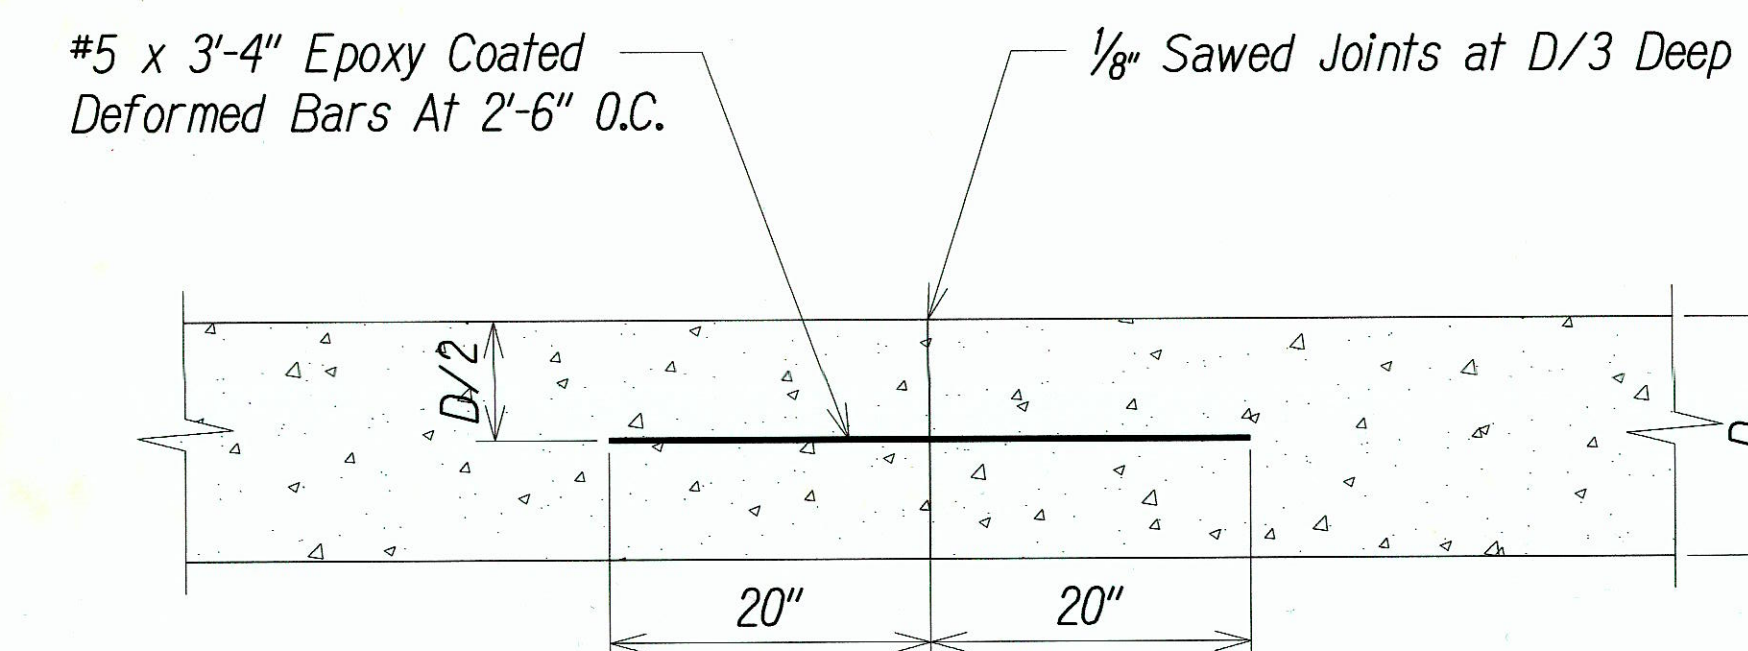 #5 x 3'-4" Epoxy Coated
Deformed Bars At 2'-6" O.C.
1/8" Sawed Joints at D/3 Deep
D/2
20"
20"